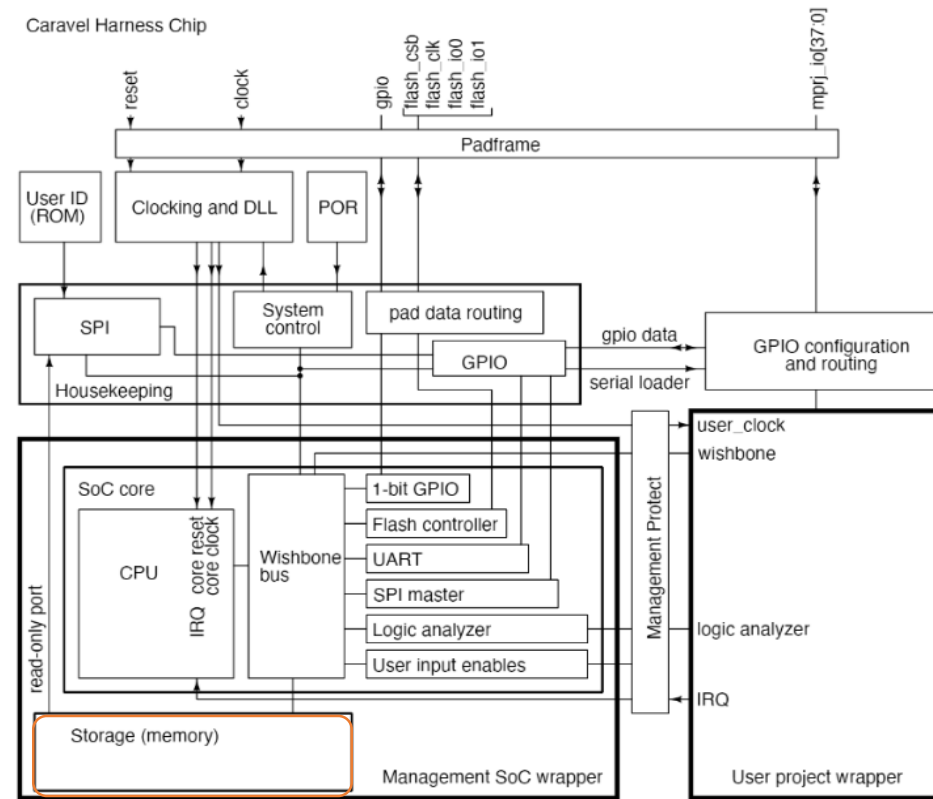 Caravel Harness Chip
reset
clock
gpio
flash_csb
flash_clk
flash_io0
flash_io1
mprj_io[37:0]
Padframe
User ID
(ROM)
Clocking and DLL
POR
SPI
System
control
pad data routing
GPIO
gpio data
serial loader
GPIO configuration
and routing
Housekeeping
user_clock
wishbone
SoC core
1-bit GPIO
Flash controller
UART
SPI master
Logic analyzer
User input enables
CPU
IRQ
core reset
core clock
Wishbone
bus
Management Protect
logic analyzer
IRQ
read-only port
Storage (memory)
Management SoC wrapper
User project wrapper